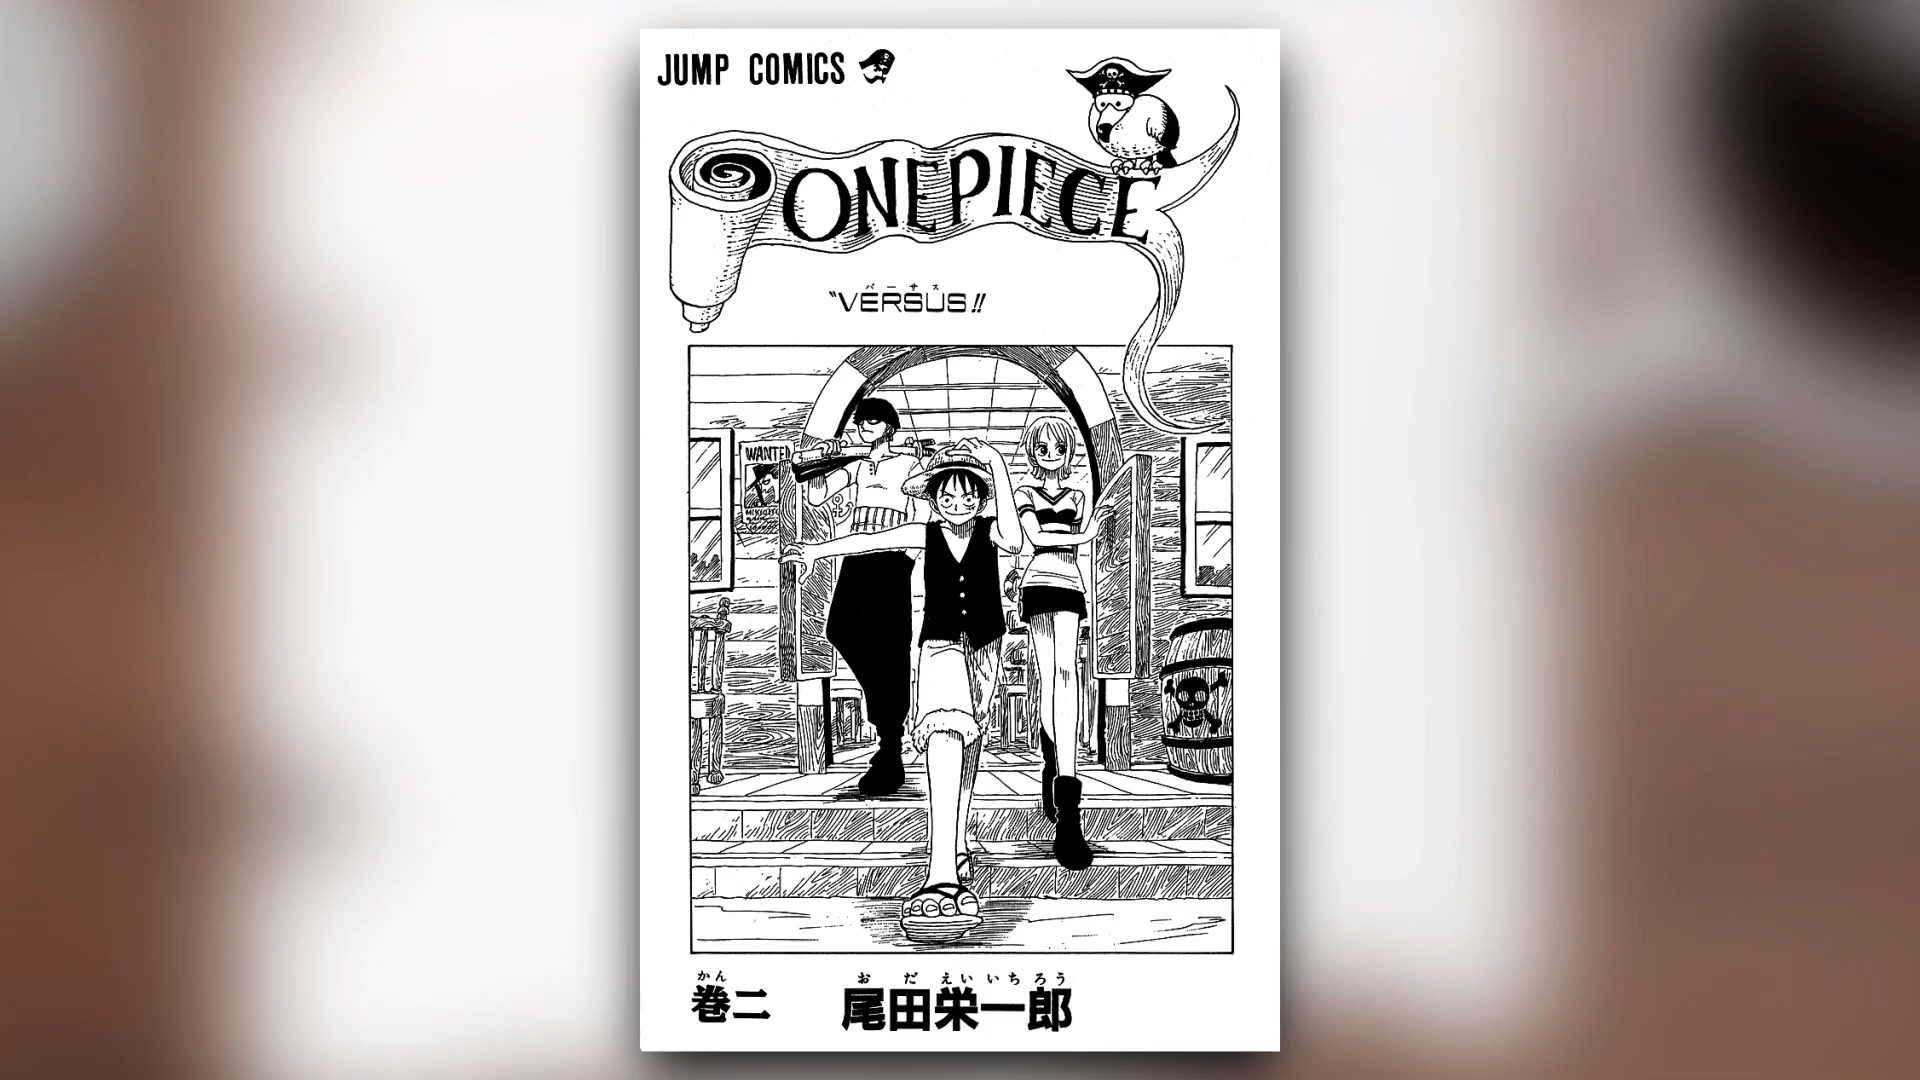 JUMP COMICS
ONE PIECE
バーサス
"VERSUS!!
WANTED
かん
巻二
おだえいいちろう
尾田栄一郎